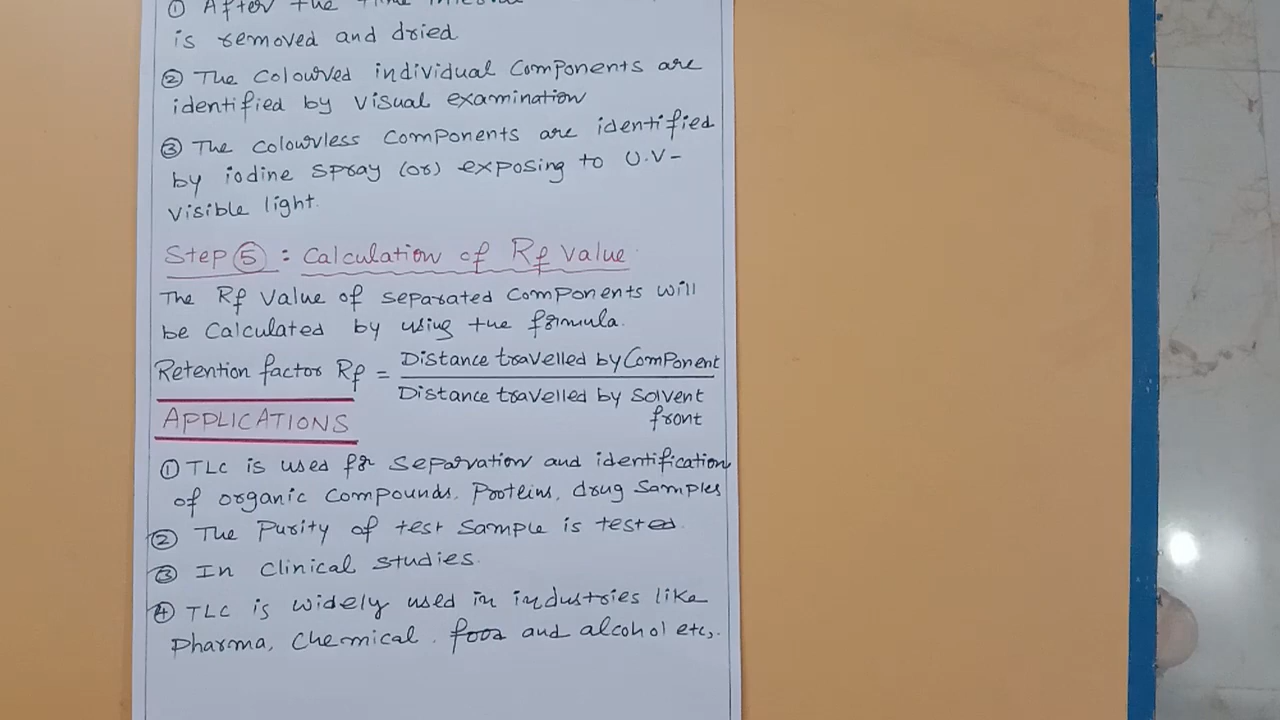 ① After the time
is removed and dried
② The coloured individual components are
identified by visual examination
③ The colourless components are identified
by iodine spray (or) exposing to U.V-
visible light.
Step ⑤ : Calculation of Rf value
The Rf value of separated components will
be calculated by using the formula.
Retention factor Rf = Distance travelled by component
Distance travelled by solvent
front
APPLICATIONS
① TLC is used for separation and identification
of organic compounds. Proteins, drug samples
② The purity of test sample is tested.
③ In clinical studies.
④ TLC is widely used in industries like
pharma, chemical. food and alcohol etc,.